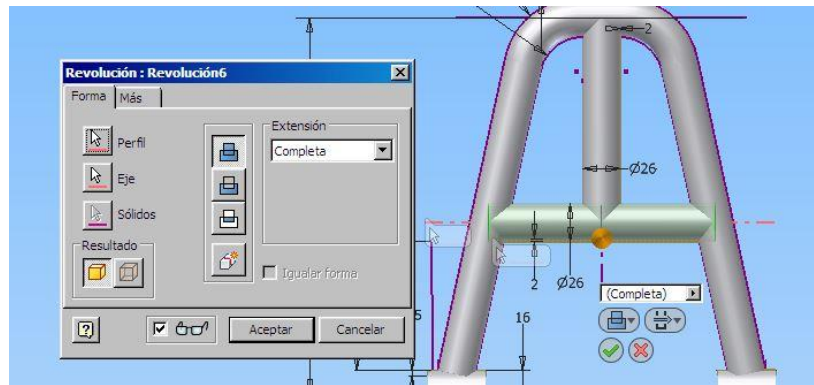 Revolución : Revolución6
Forma
Más
Perfil
Eje
Sólidos
Resultado
Extensión
Completa
Igualar forma
Aceptar
Cancelar
2
Ø26
2
Ø26
(Completa)
16
5